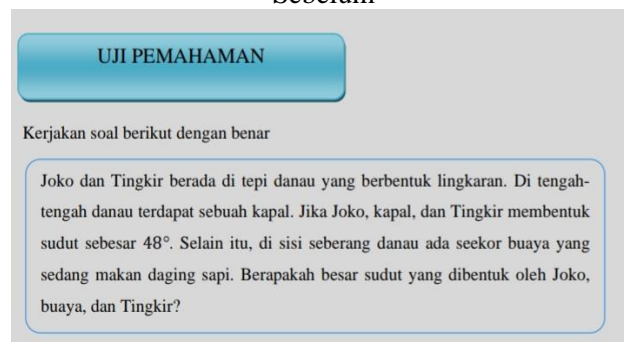 Sebelum
UJI PEMAHAMAN
Kerjakan soal berikut dengan benar
Joko dan Tingkir berada di tepi danau yang berbentuk lingkaran. Di tengah-
tengah danau terdapat sebuah kapal. Jika Joko, kapal, dan Tingkir membentuk
sudut sebesar 48°. Selain itu, di sisi seberang danau ada seekor buaya yang
sedang makan daging sapi. Berapakah besar sudut yang dibentuk oleh Joko,
buaya, dan Tingkir?